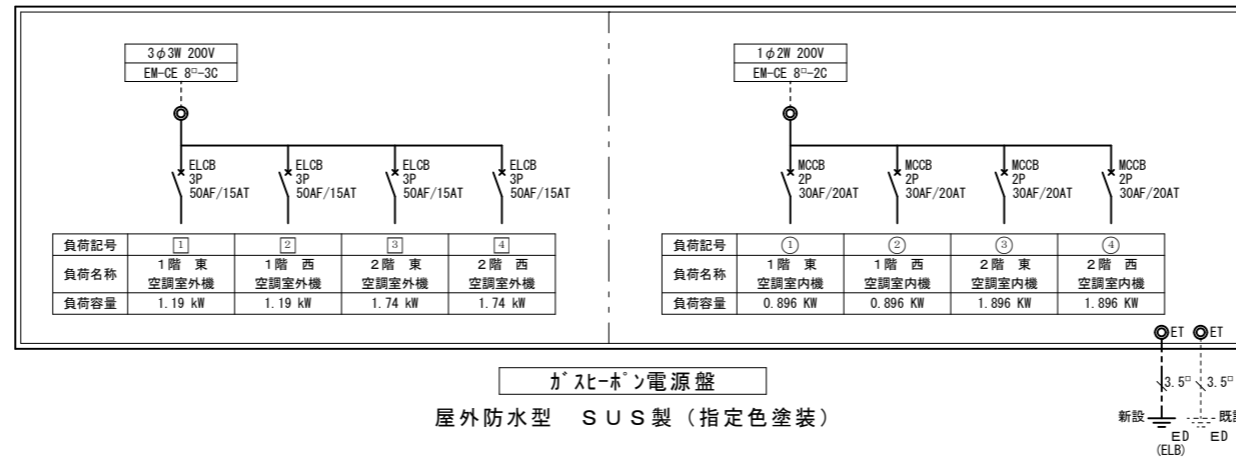 3φ3W 200V
EM-CE 8□-3C
ELCB
3P
50AF/15AT
ELCB
3P
50AF/15AT
ELCB
3P
50AF/15AT
ELCB
3P
50AF/15AT
負荷記号 1 2 3 4
負荷名称 1階 東 空調室外機 1階 西 空調室外機 2階 東 空調室外機 2階 西 空調室外機
負荷容量 1.19 kW 1.19 kW 1.74 kW 1.74 kW
1φ2W 200V
EM-CE 8□-2C
MCCB
2P
30AF/20AT
MCCB
2P
30AF/20AT
MCCB
2P
30AF/20AT
MCCB
2P
30AF/20AT
負荷記号 ① ② ③ ④
負荷名称 1階 東 空調室内機 1階 西 空調室内機 2階 東 空調室内機 2階 西 空調室内機
負荷容量 0.896 KW 0.896 KW 1.896 KW 1.896 KW
ET ET
3.5□ 3.5□
新設 既設
ED ED
(ELB)
ガスヒーポン電源盤
屋外防水型 SUS製(指定色塗装)